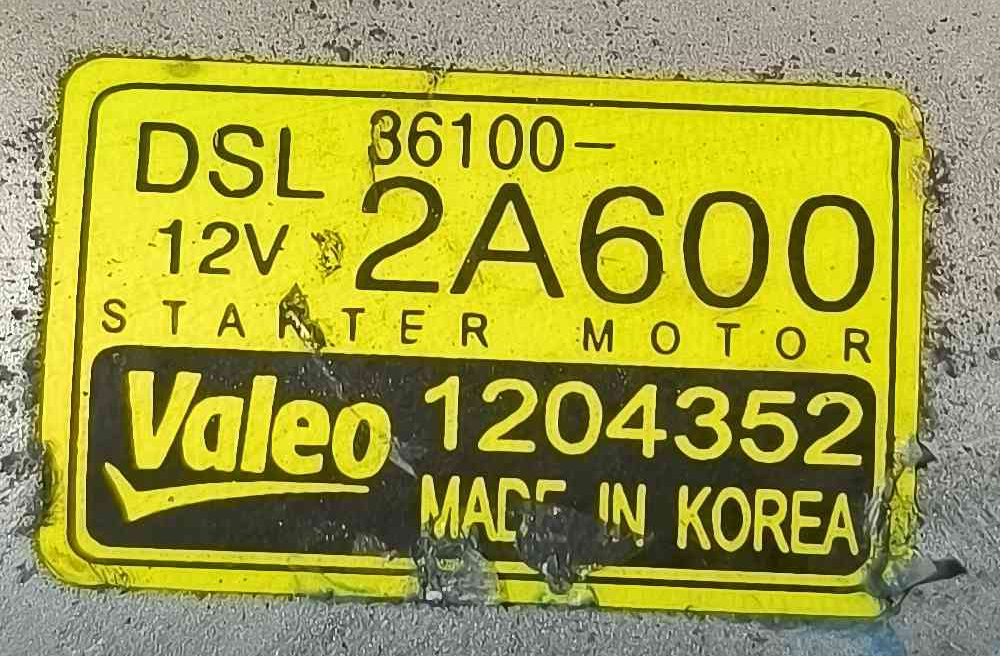 DSL 36100-
12V 2A600
STARTER MOTOR
Valeo 1204352
MADE IN KOREA